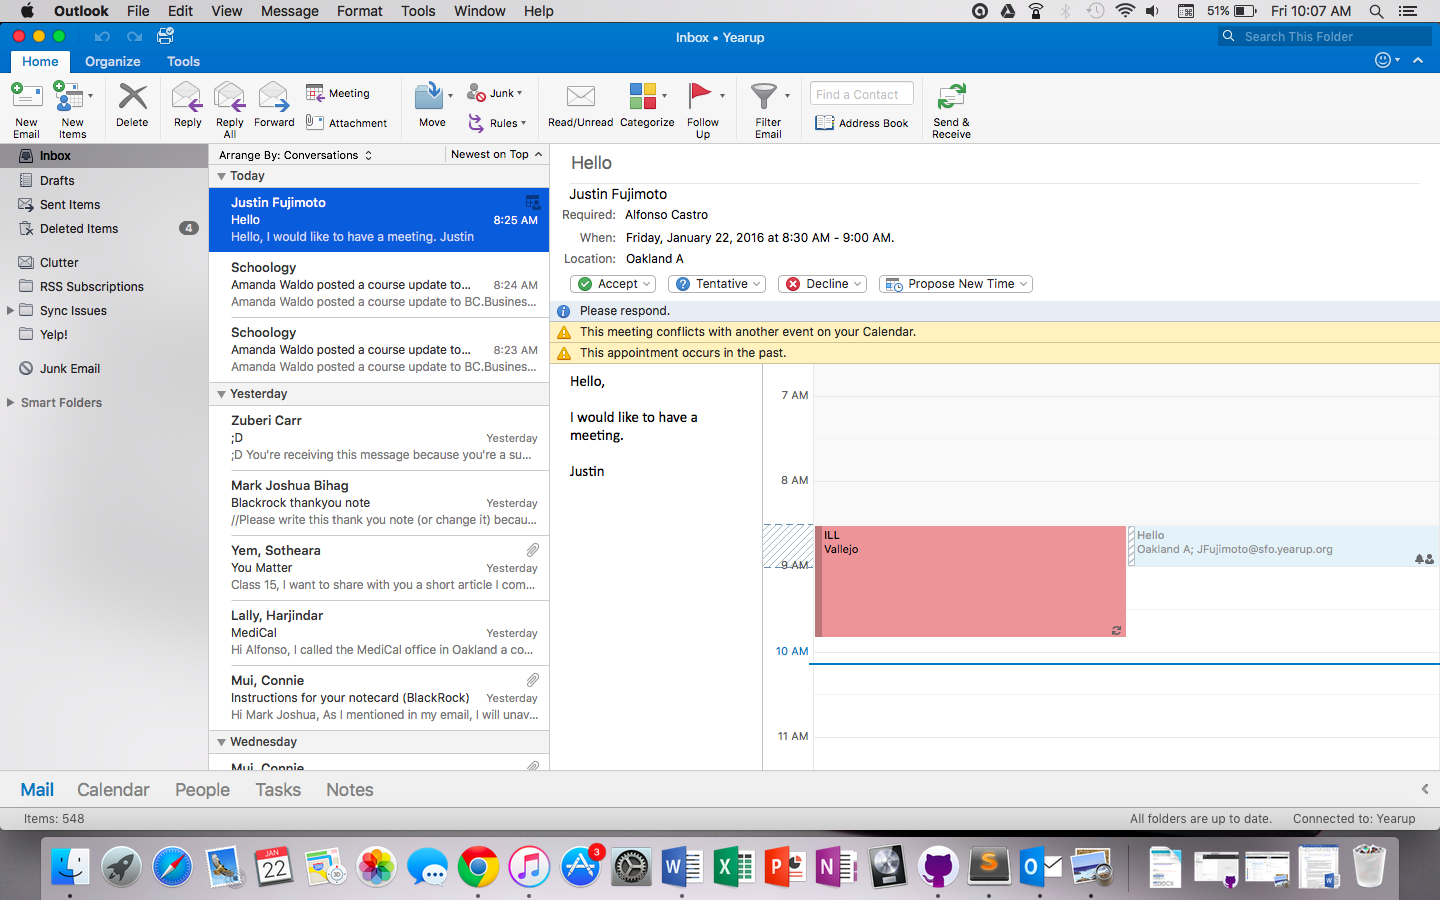 Outlook File Edit View Message Format Tools Window Help 51% Fri 10:07 AM
Inbox • Yearup
Search This Folder
Home Organize Tools
New Email
New Items
Delete
Reply
Reply All
Forward
Meeting
Attachment
Move
Junk
Rules
Read/Unread
Categorize
Follow Up
Filter Email
Find a Contact
Address Book
Send & Receive
Inbox
Drafts
Sent Items
Deleted Items 4
Clutter
RSS Subscriptions
Sync Issues
Yelp!
Junk Email
Smart Folders
Arrange By: Conversations Newest on Top
Today
Justin Fujimoto
Hello 8:25 AM
Hello, I would like to have a meeting. Justin
Schoology
Amanda Waldo posted a course update to... 8:24 AM
Amanda Waldo posted a course update to BC.Busines...
Schoology
Amanda Waldo posted a course update to... 8:23 AM
Amanda Waldo posted a course update to BC.Busines...
Yesterday
Zuberi Carr
;D Yesterday
;D You're receiving this message because you're a su...
Mark Joshua Bihag
Blackrock thankyou note Yesterday
//Please write this thank you note (or change it) becau...
Yem, Sotheara
You Matter Yesterday
Class 15, I want to share with you a short article I com...
Lally, Harjindar
MediCal Yesterday
Hi Alfonso, I called the MediCal office in Oakland a co...
Mui, Connie
Instructions for your notecard (BlackRock) Yesterday
Hi Mark Joshua, As I mentioned in my email, I will unav...
Wednesday
Mui, Connie
Hello
Justin Fujimoto
Required: Alfonso Castro
When: Friday, January 22, 2016 at 8:30 AM - 9:00 AM.
Location: Oakland A
Accept Tentative Decline Propose New Time
Please respond.
This meeting conflicts with another event on your Calendar.
This appointment occurs in the past.
Hello,
I would like to have a
meeting.
Justin
7 AM
8 AM
9 AM
10 AM
11 AM
ILL
Vallejo
Hello
Oakland A; JFujimoto@sfo.yearup.org
Mail Calendar People Tasks Notes
Items: 548 All folders are up to date. Connected to: Yearup
JAN
22
3D
3
W
X
P
N
S
O
DOCX
W